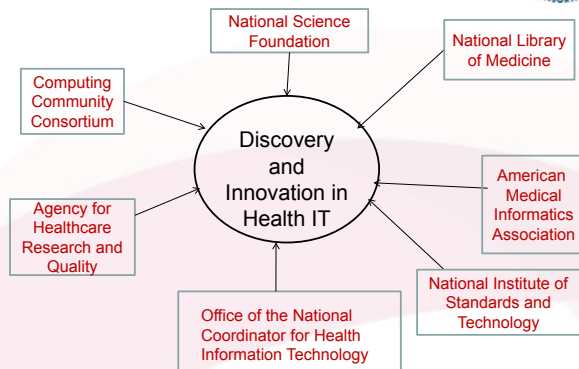 National Science
Foundation
National Library
of Medicine
Computing
Community
Consortium
Discovery
and
Innovation in
Health IT
American
Medical
Informatics
Association
Agency for
Healthcare
Research and
Quality
National Institute of
Standards and
Technology
Office of the National
Coordinator for Health
Information Technology